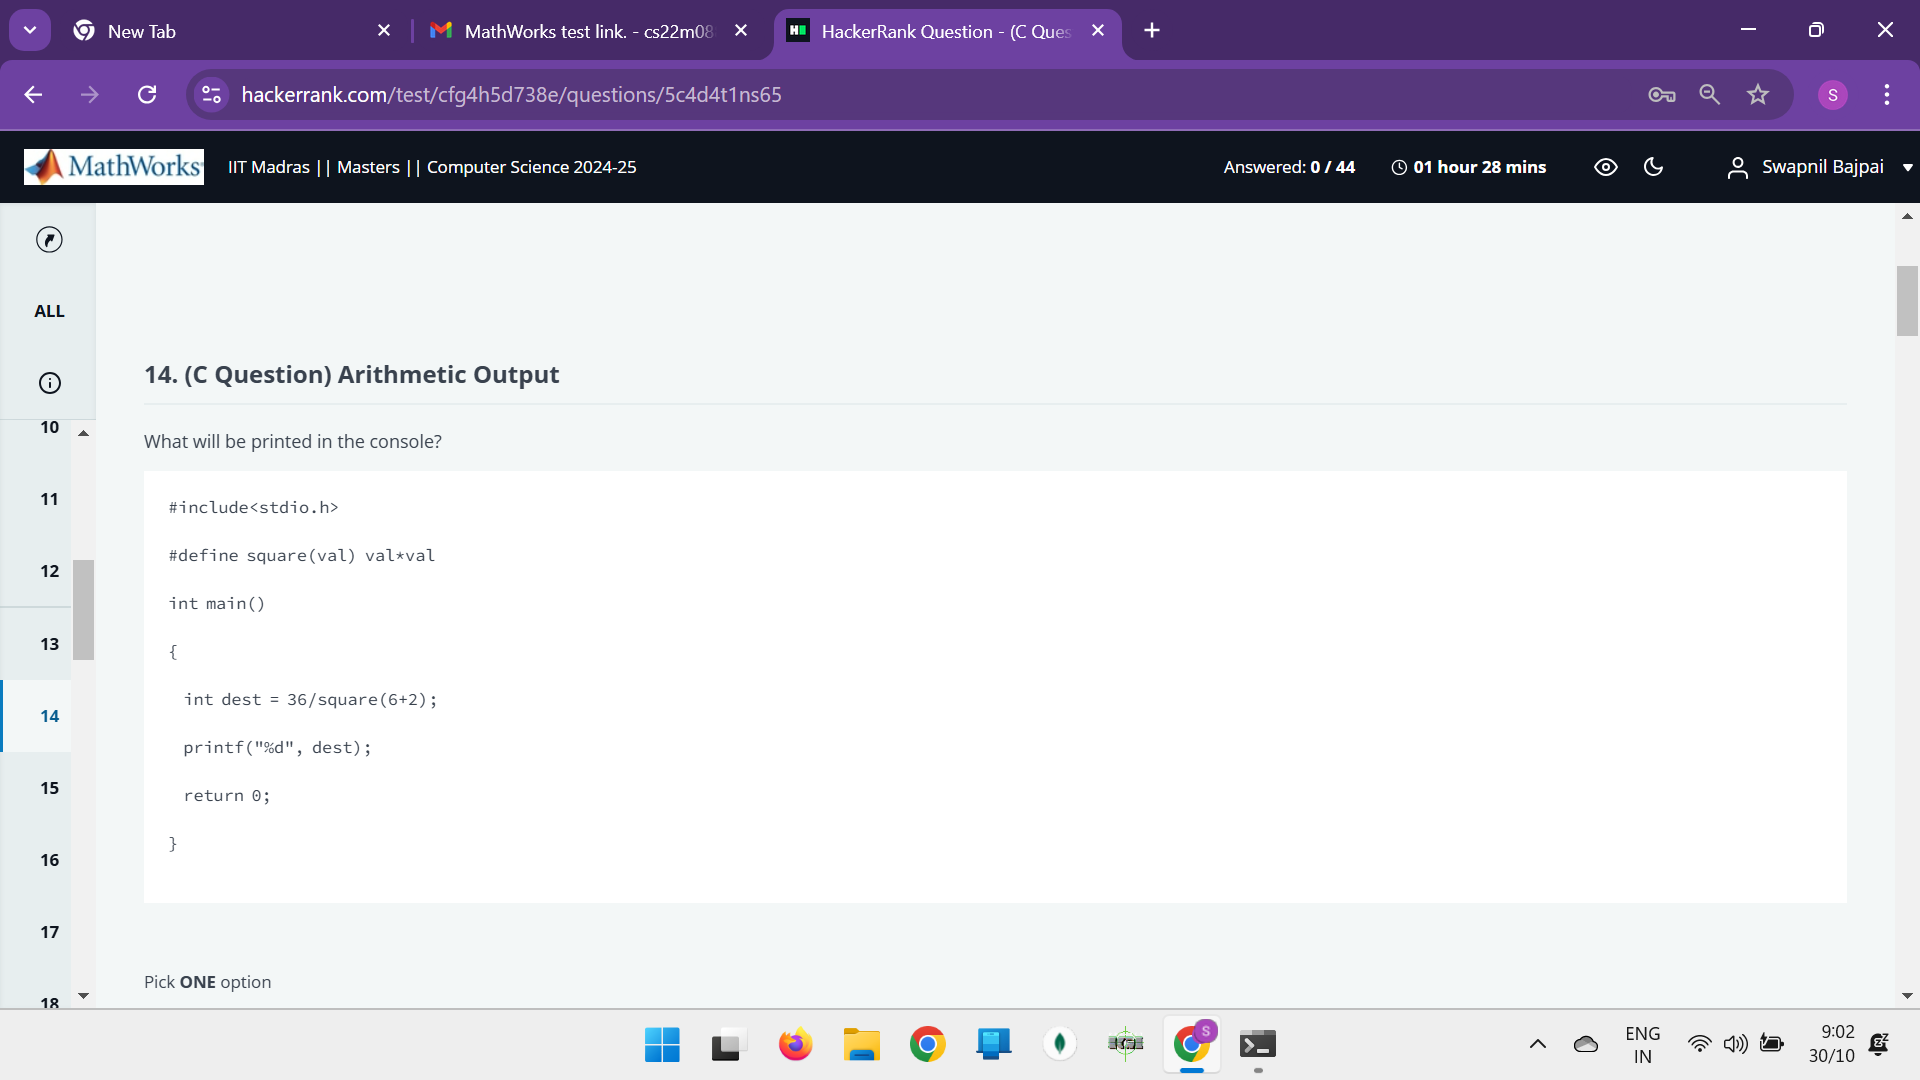 New Tab
MathWorks test link. - cs22m08
HackerRank Question - (C Ques
hackerrank.com/test/cfg4h5d738e/questions/5c4d4t1ns65
S
MathWorks
IIT Madras || Masters || Computer Science 2024-25
Answered: 0 / 44
01 hour 28 mins
Swapnil Bajpai
ALL
10
11
12
13
14
15
16
17
18
14. (C Question) Arithmetic Output
What will be printed in the console?
#include<stdio.h>
#define square(val) val*val
int main()
{
int dest = 36/square(6+2);
printf("%d", dest);
return 0;
}
Pick ONE option
S
ENG
IN
9:02
30/10